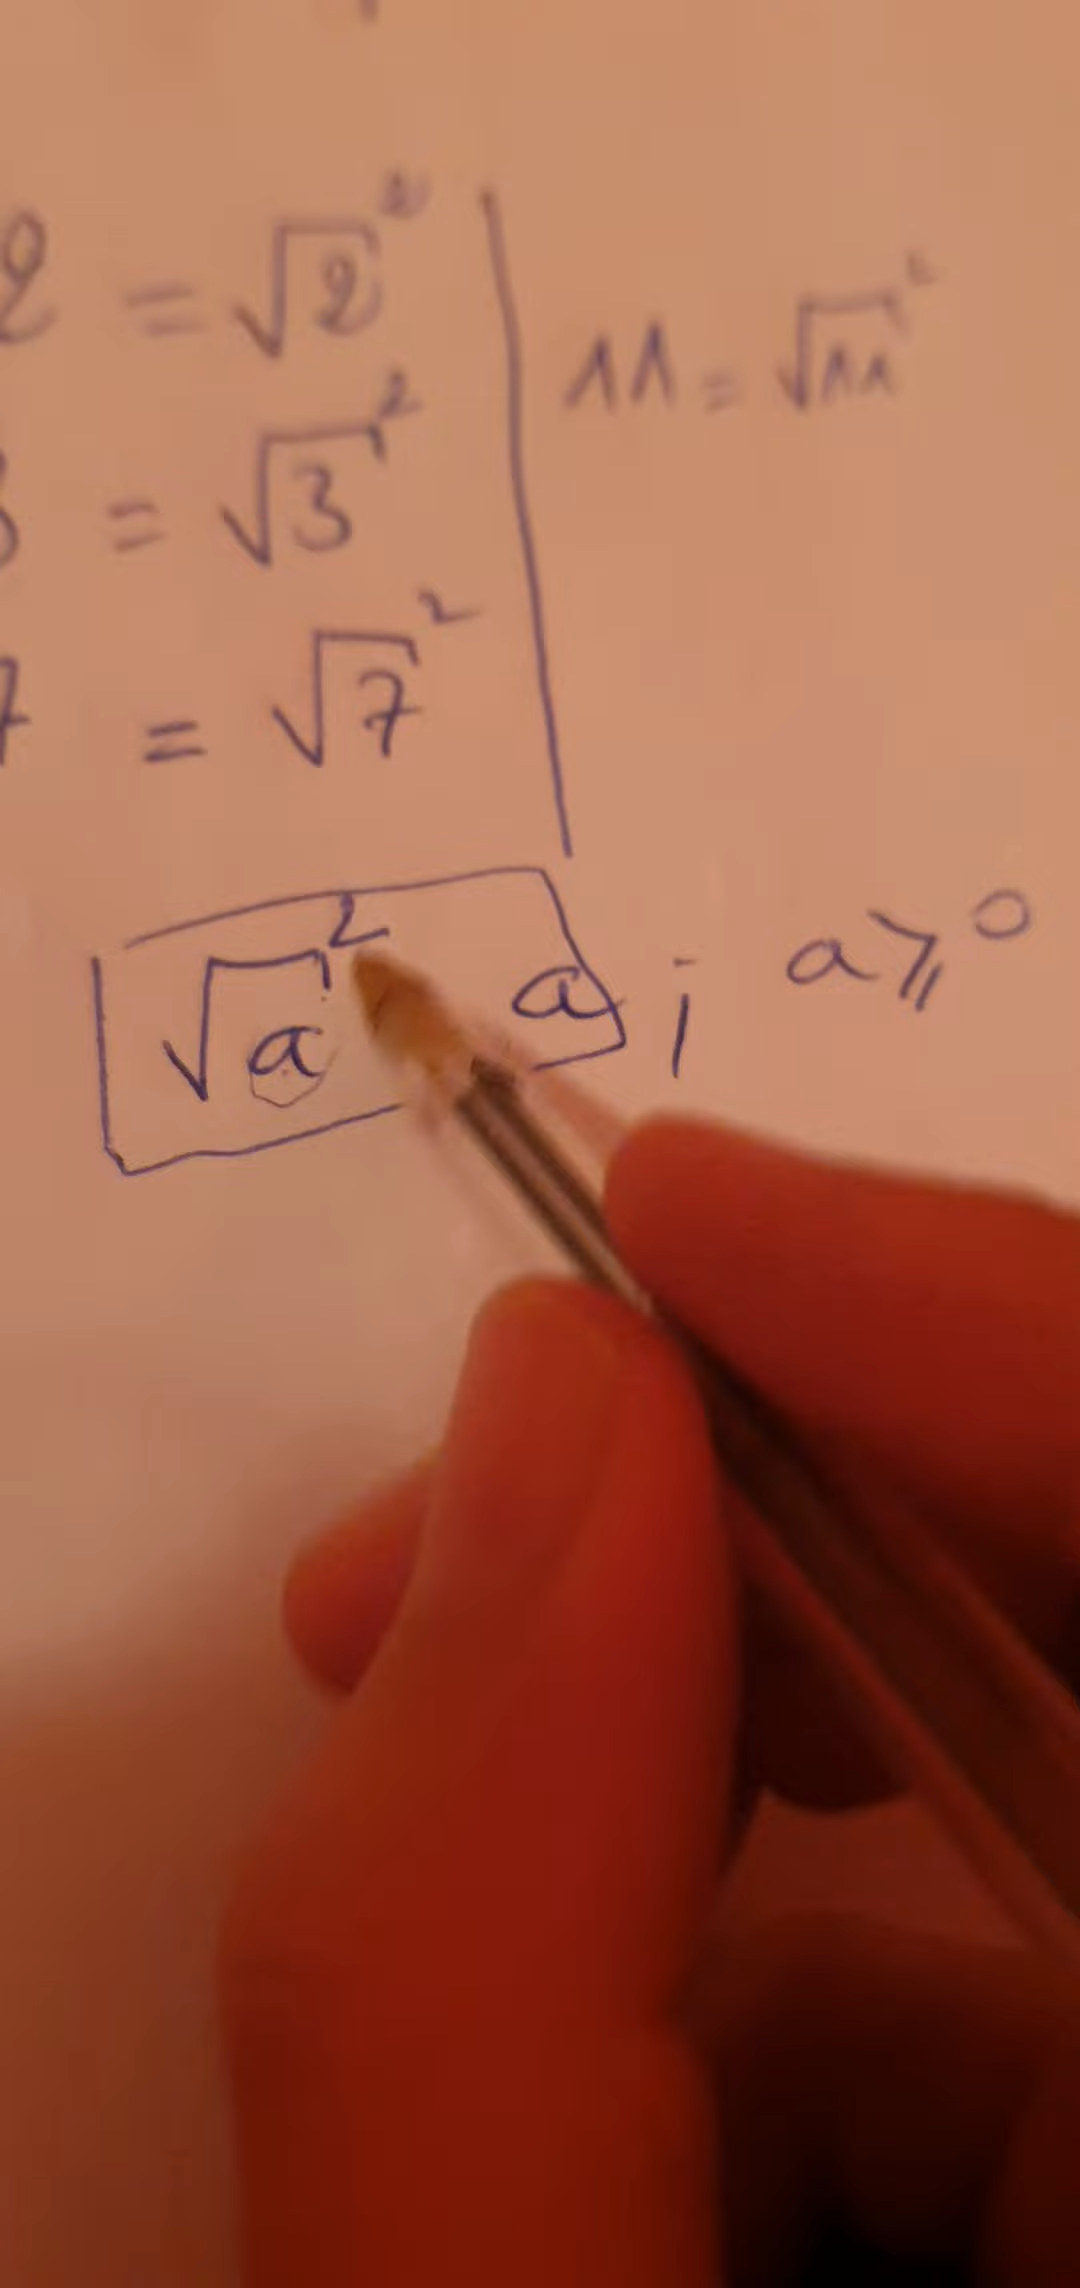 2 = √2²
3 = √3²
7 = √7²
11 = √11²
√a² a ; a ⩾ 0